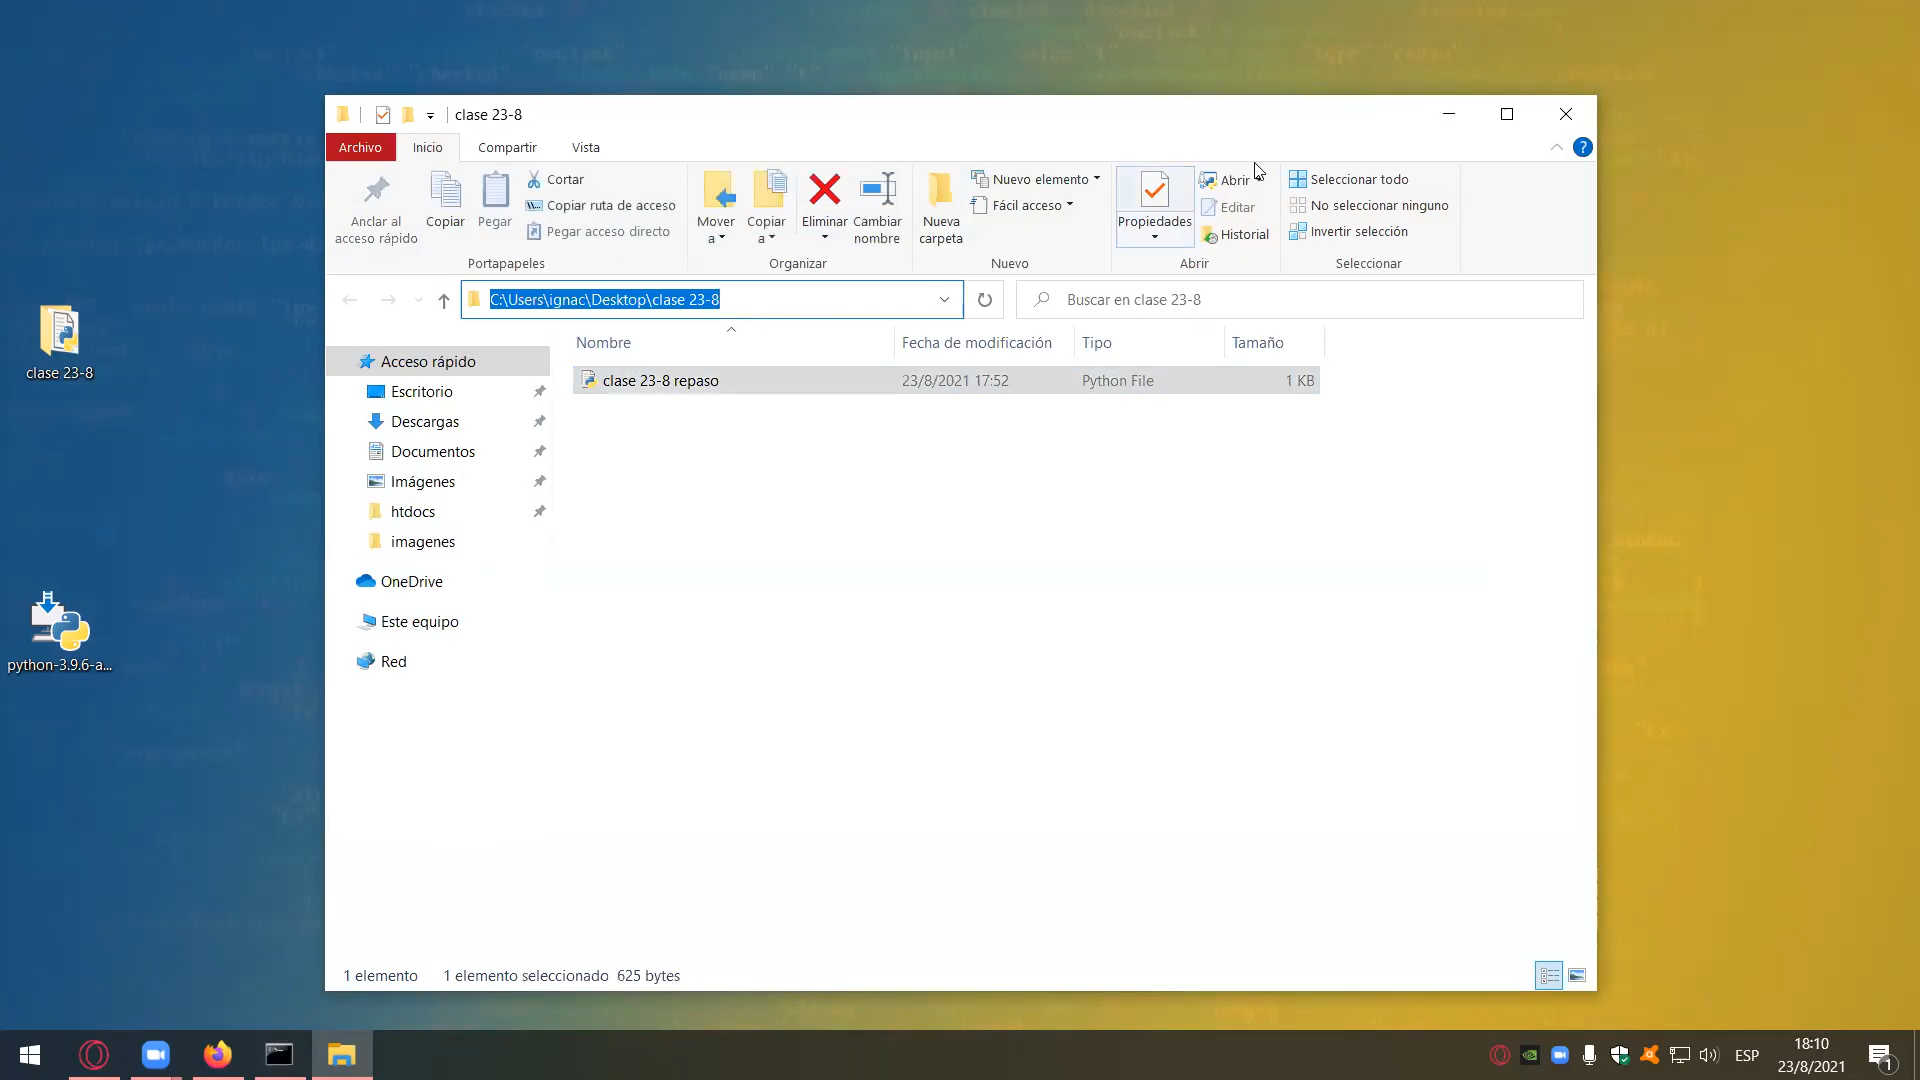 clase 23-8
Archivo Inicio Compartir Vista
?
Anclar al acceso rápido
Copiar
Pegar
Cortar
Copiar ruta de acceso
Pegar acceso directo
Portapapeles
Mover a
Copiar a
Eliminar
Cambiar nombre
Organizar
Nueva carpeta
Nuevo elemento
Fácil acceso
Nuevo
Propiedades
Abrir
Editar
Historial
Abrir
Seleccionar todo
No seleccionar ninguno
Invertir selección
Seleccionar
C:\Users\ignac\Desktop\clase 23-8
Buscar en clase 23-8
Nombre Fecha de modificación Tipo Tamaño
clase 23-8 repaso 23/8/2021 17:52 Python File 1 KB
Acceso rápido
Escritorio
Descargas
Documentos
Imágenes
htdocs
imagenes
OneDrive
Este equipo
Red
1 elemento 1 elemento seleccionado 625 bytes
clase 23-8
python-3.9.6-a...
ESP
18:10
23/8/2021
1